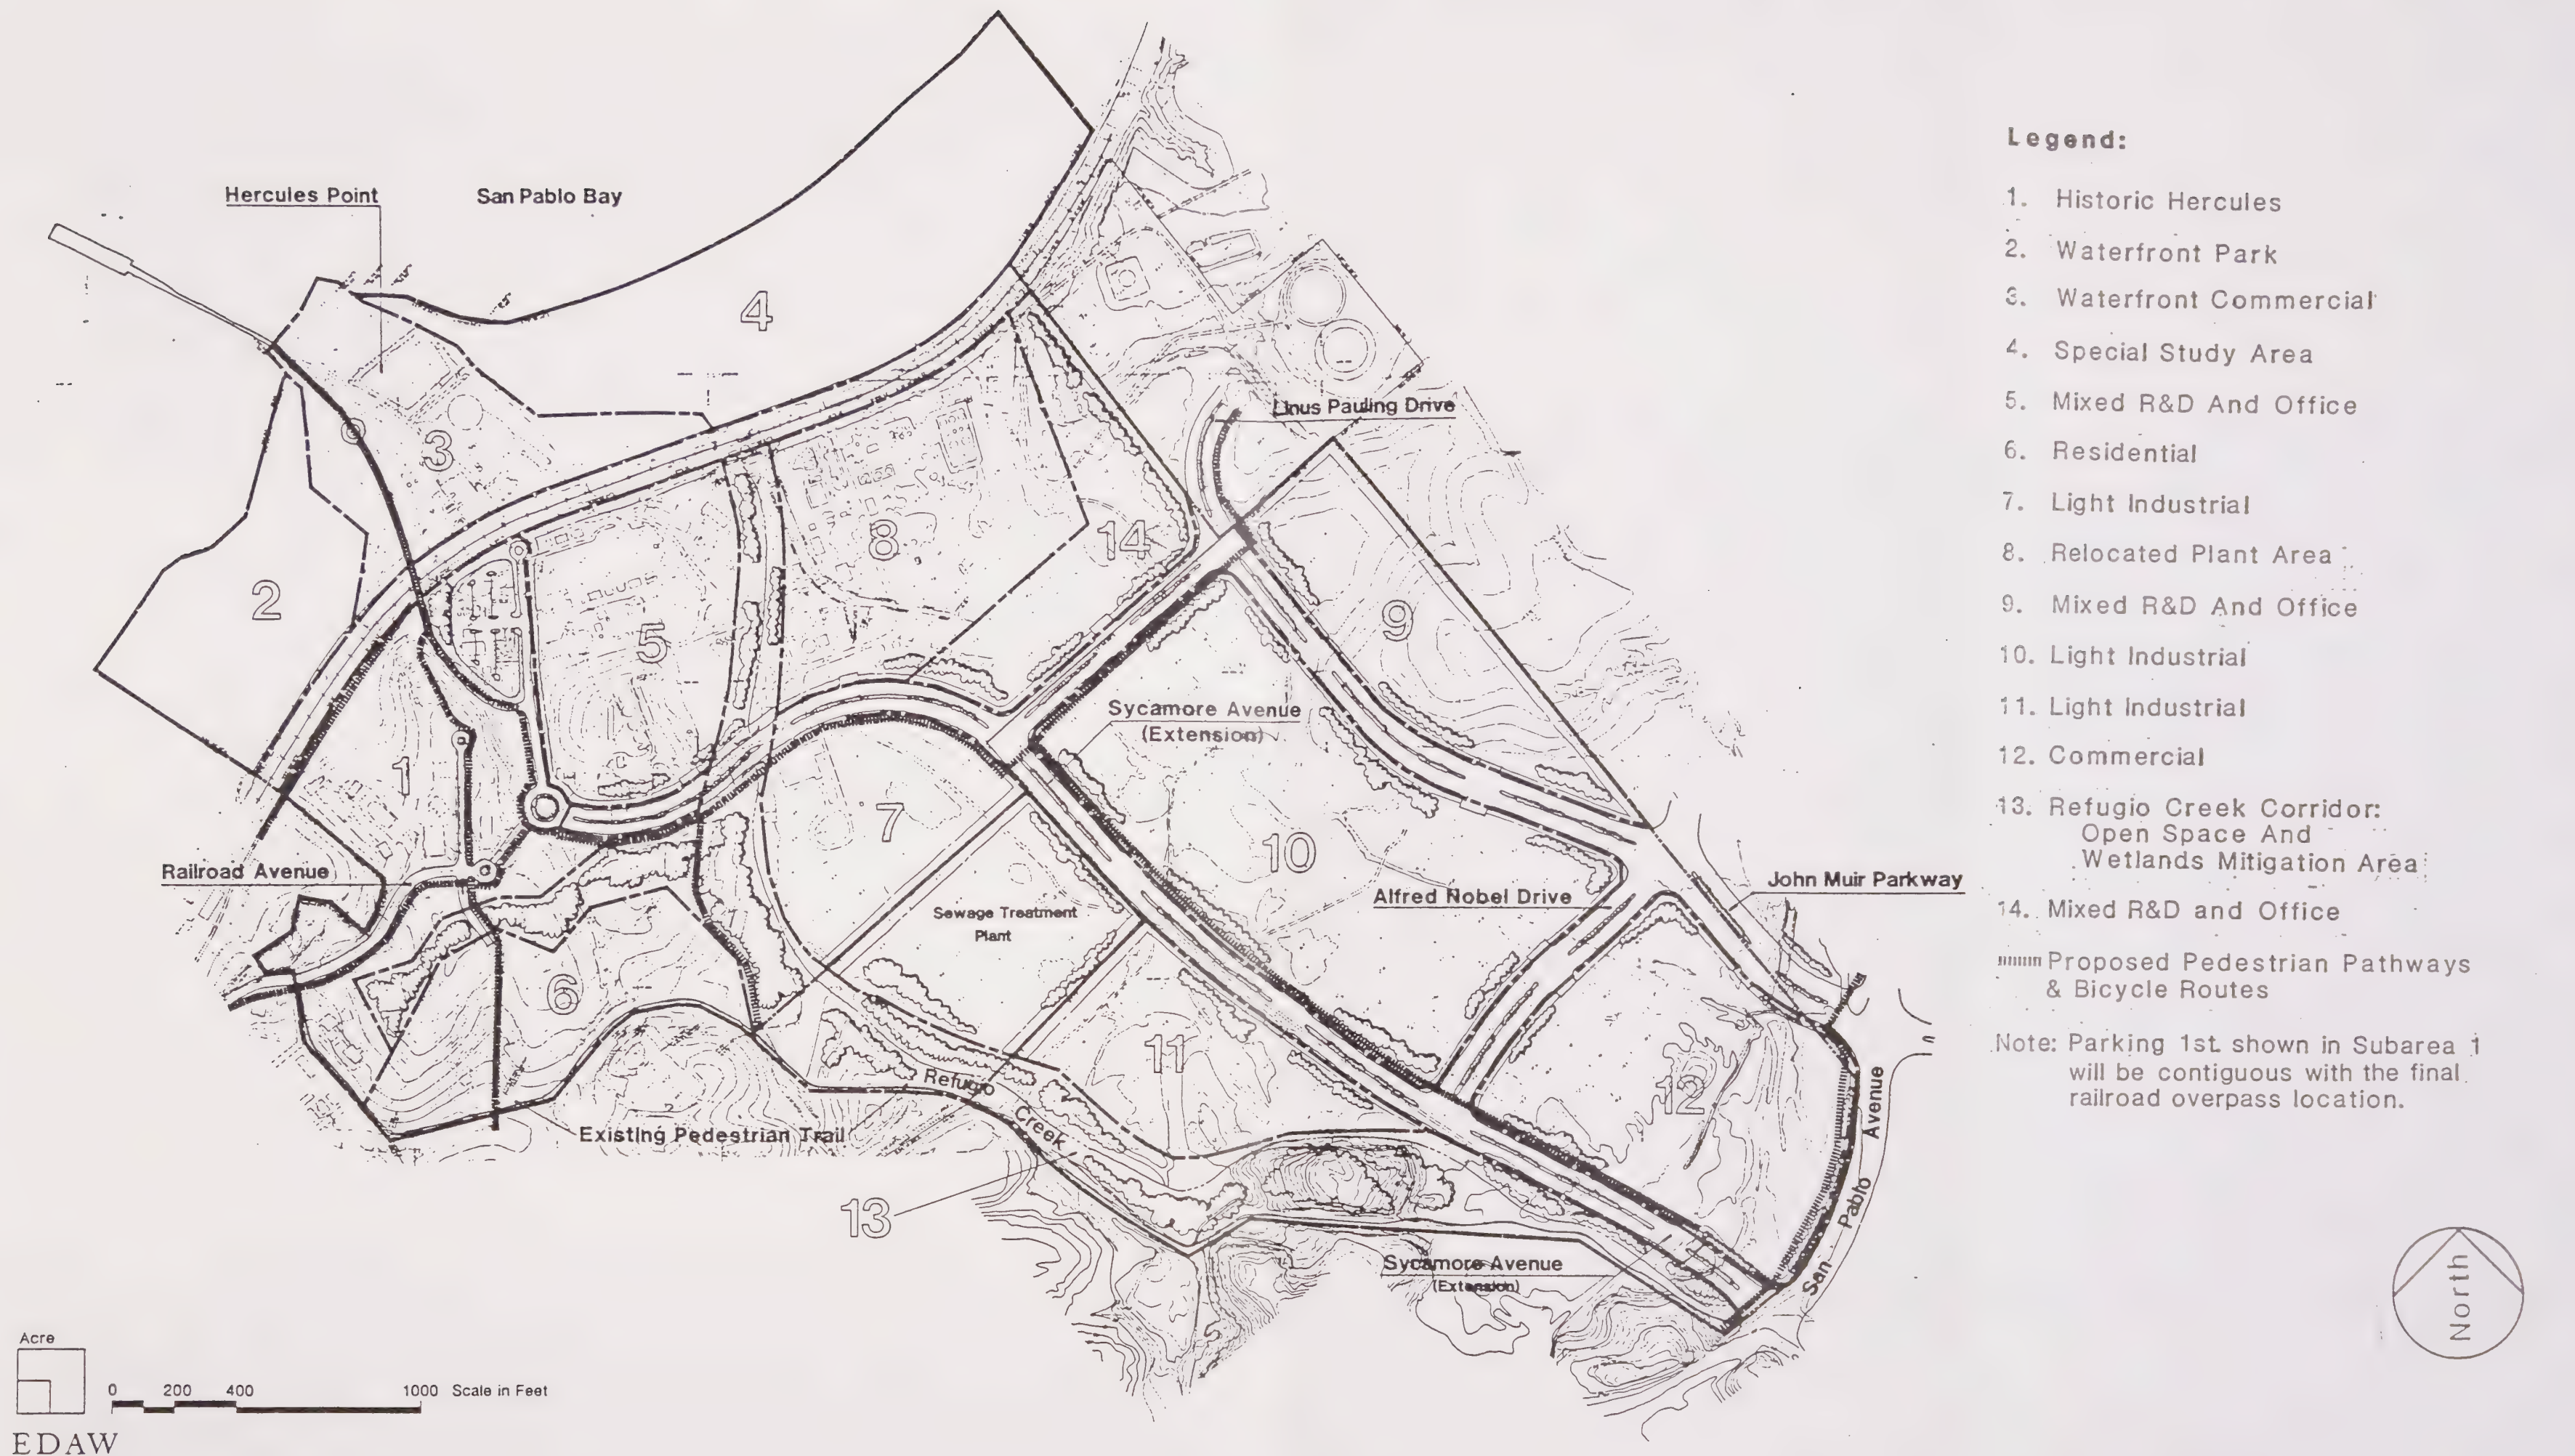 Hercules Point
San Pablo Bay
4
3
2
Linus Pauling Drive
8
14
5
9
1
Sycamore Avenue
(Extension)
7
10
Railroad Avenue
Sewage Treatment
Plant
Alfred Nobel Drive
John Muir Parkway
6
11
12
Refugio
Creek
Existing Pedestrian Trail
13
Sycamore Avenue
(Extension)
San Pablo Avenue
Legend:
1. Historic Hercules
2. Waterfront Park
3. Waterfront Commercial
4. Special Study Area
5. Mixed R&D And Office
6. Residential
7. Light Industrial
8. Relocated Plant Area
9. Mixed R&D And Office
10. Light Industrial
11. Light Industrial
12. Commercial
13. Refugio Creek Corridor:
Open Space And
Wetlands Mitigation Area
14. Mixed R&D and Office
Proposed Pedestrian Pathways
& Bicycle Routes
Note: Parking 1st. shown in Subarea 1
will be contiguous with the final
railroad overpass location.
North
Acre
0 200 400 1000 Scale in Feet
EDAW